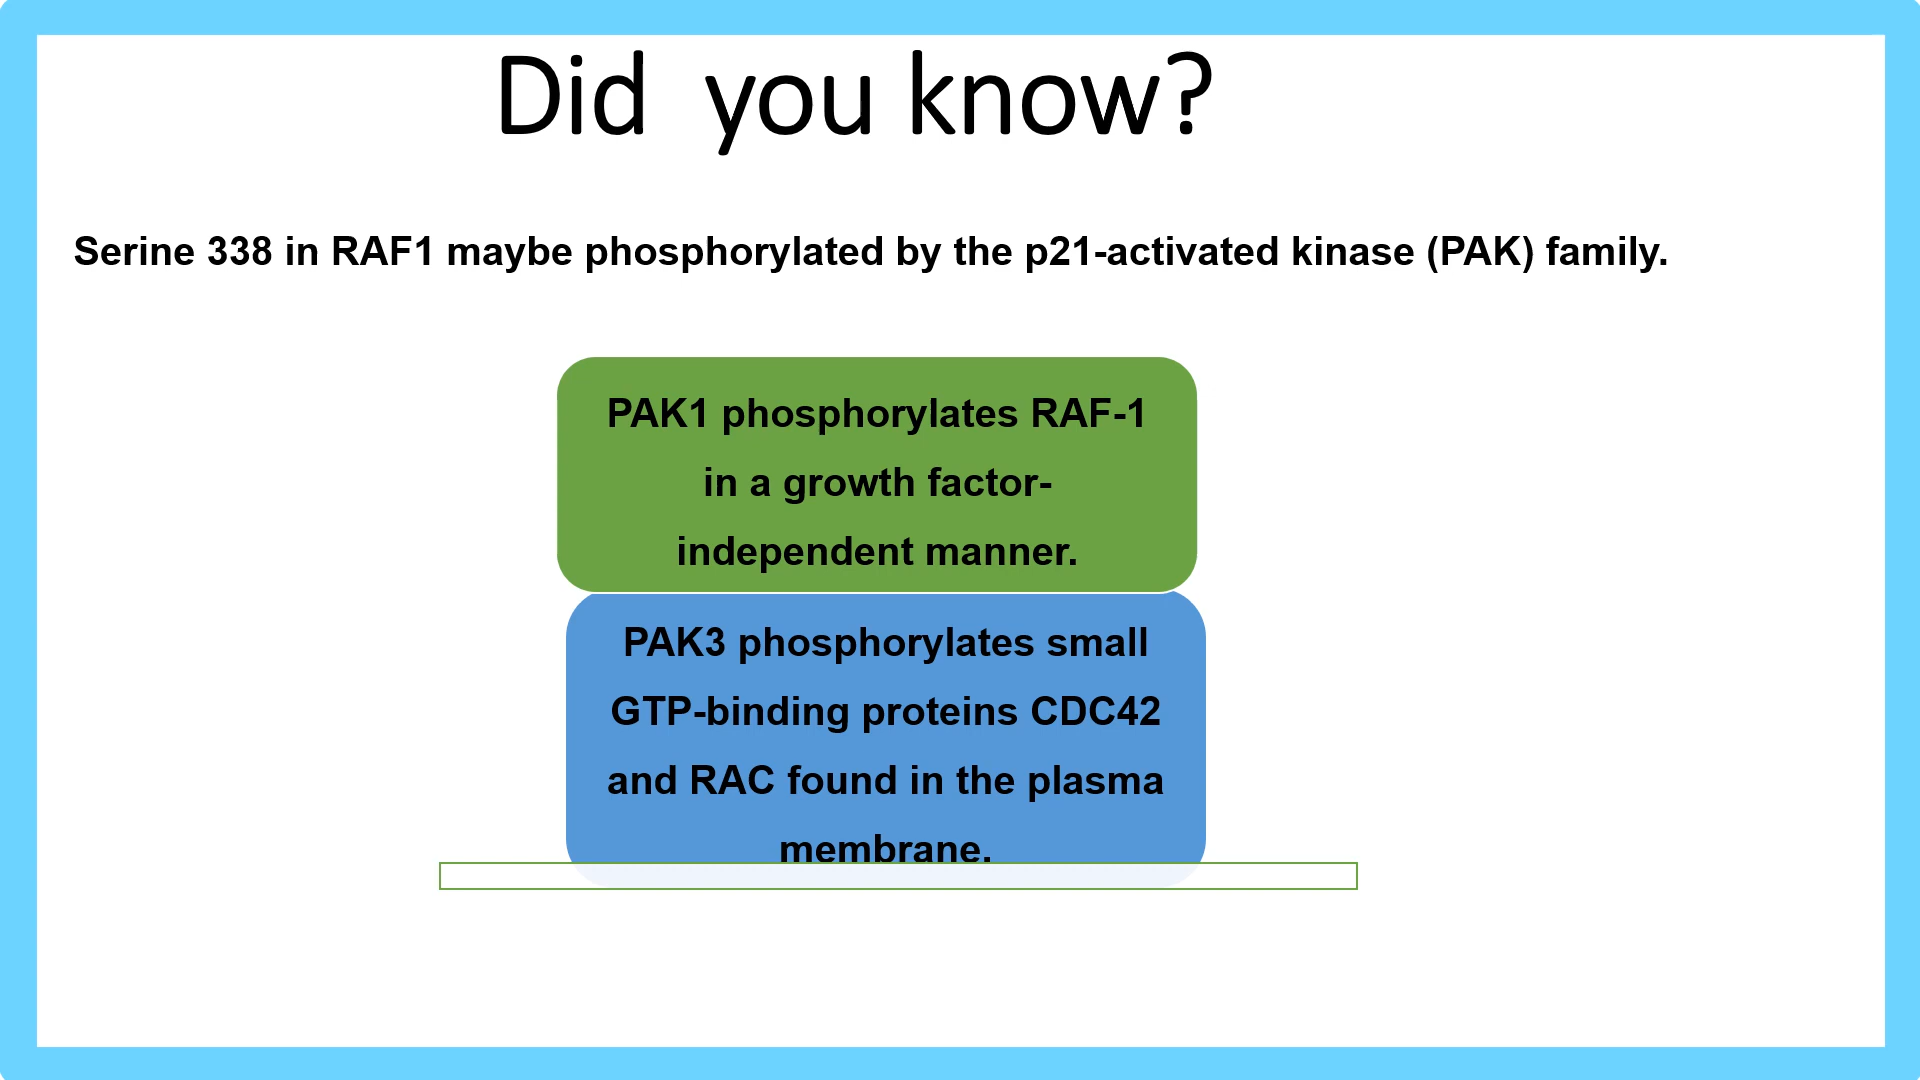 Did  you know?
Serine 338 in RAF1 maybe phosphorylated by the p21-activated kinase (PAK) family.
PAK1 phosphorylates RAF-1
in a growth factor-
independent manner.
PAK3 phosphorylates small
GTP-binding proteins CDC42
and RAC found in the plasma
membrane.